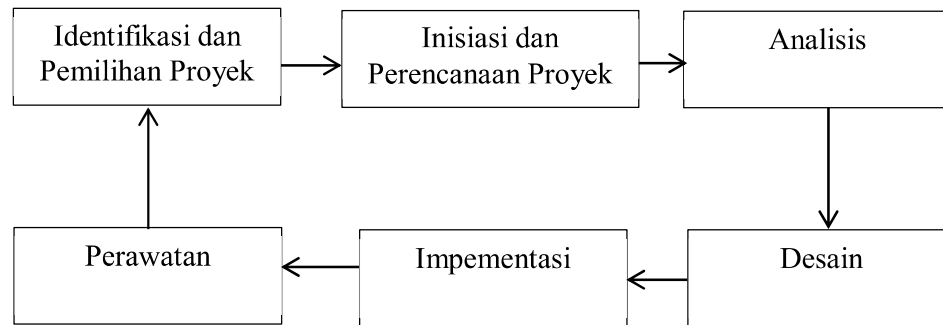 Identifikasi dan
Pemilihan Proyek
Inisiasi dan
Perencanaan Proyek
Analisis
Perawatan
Impementasi
Desain